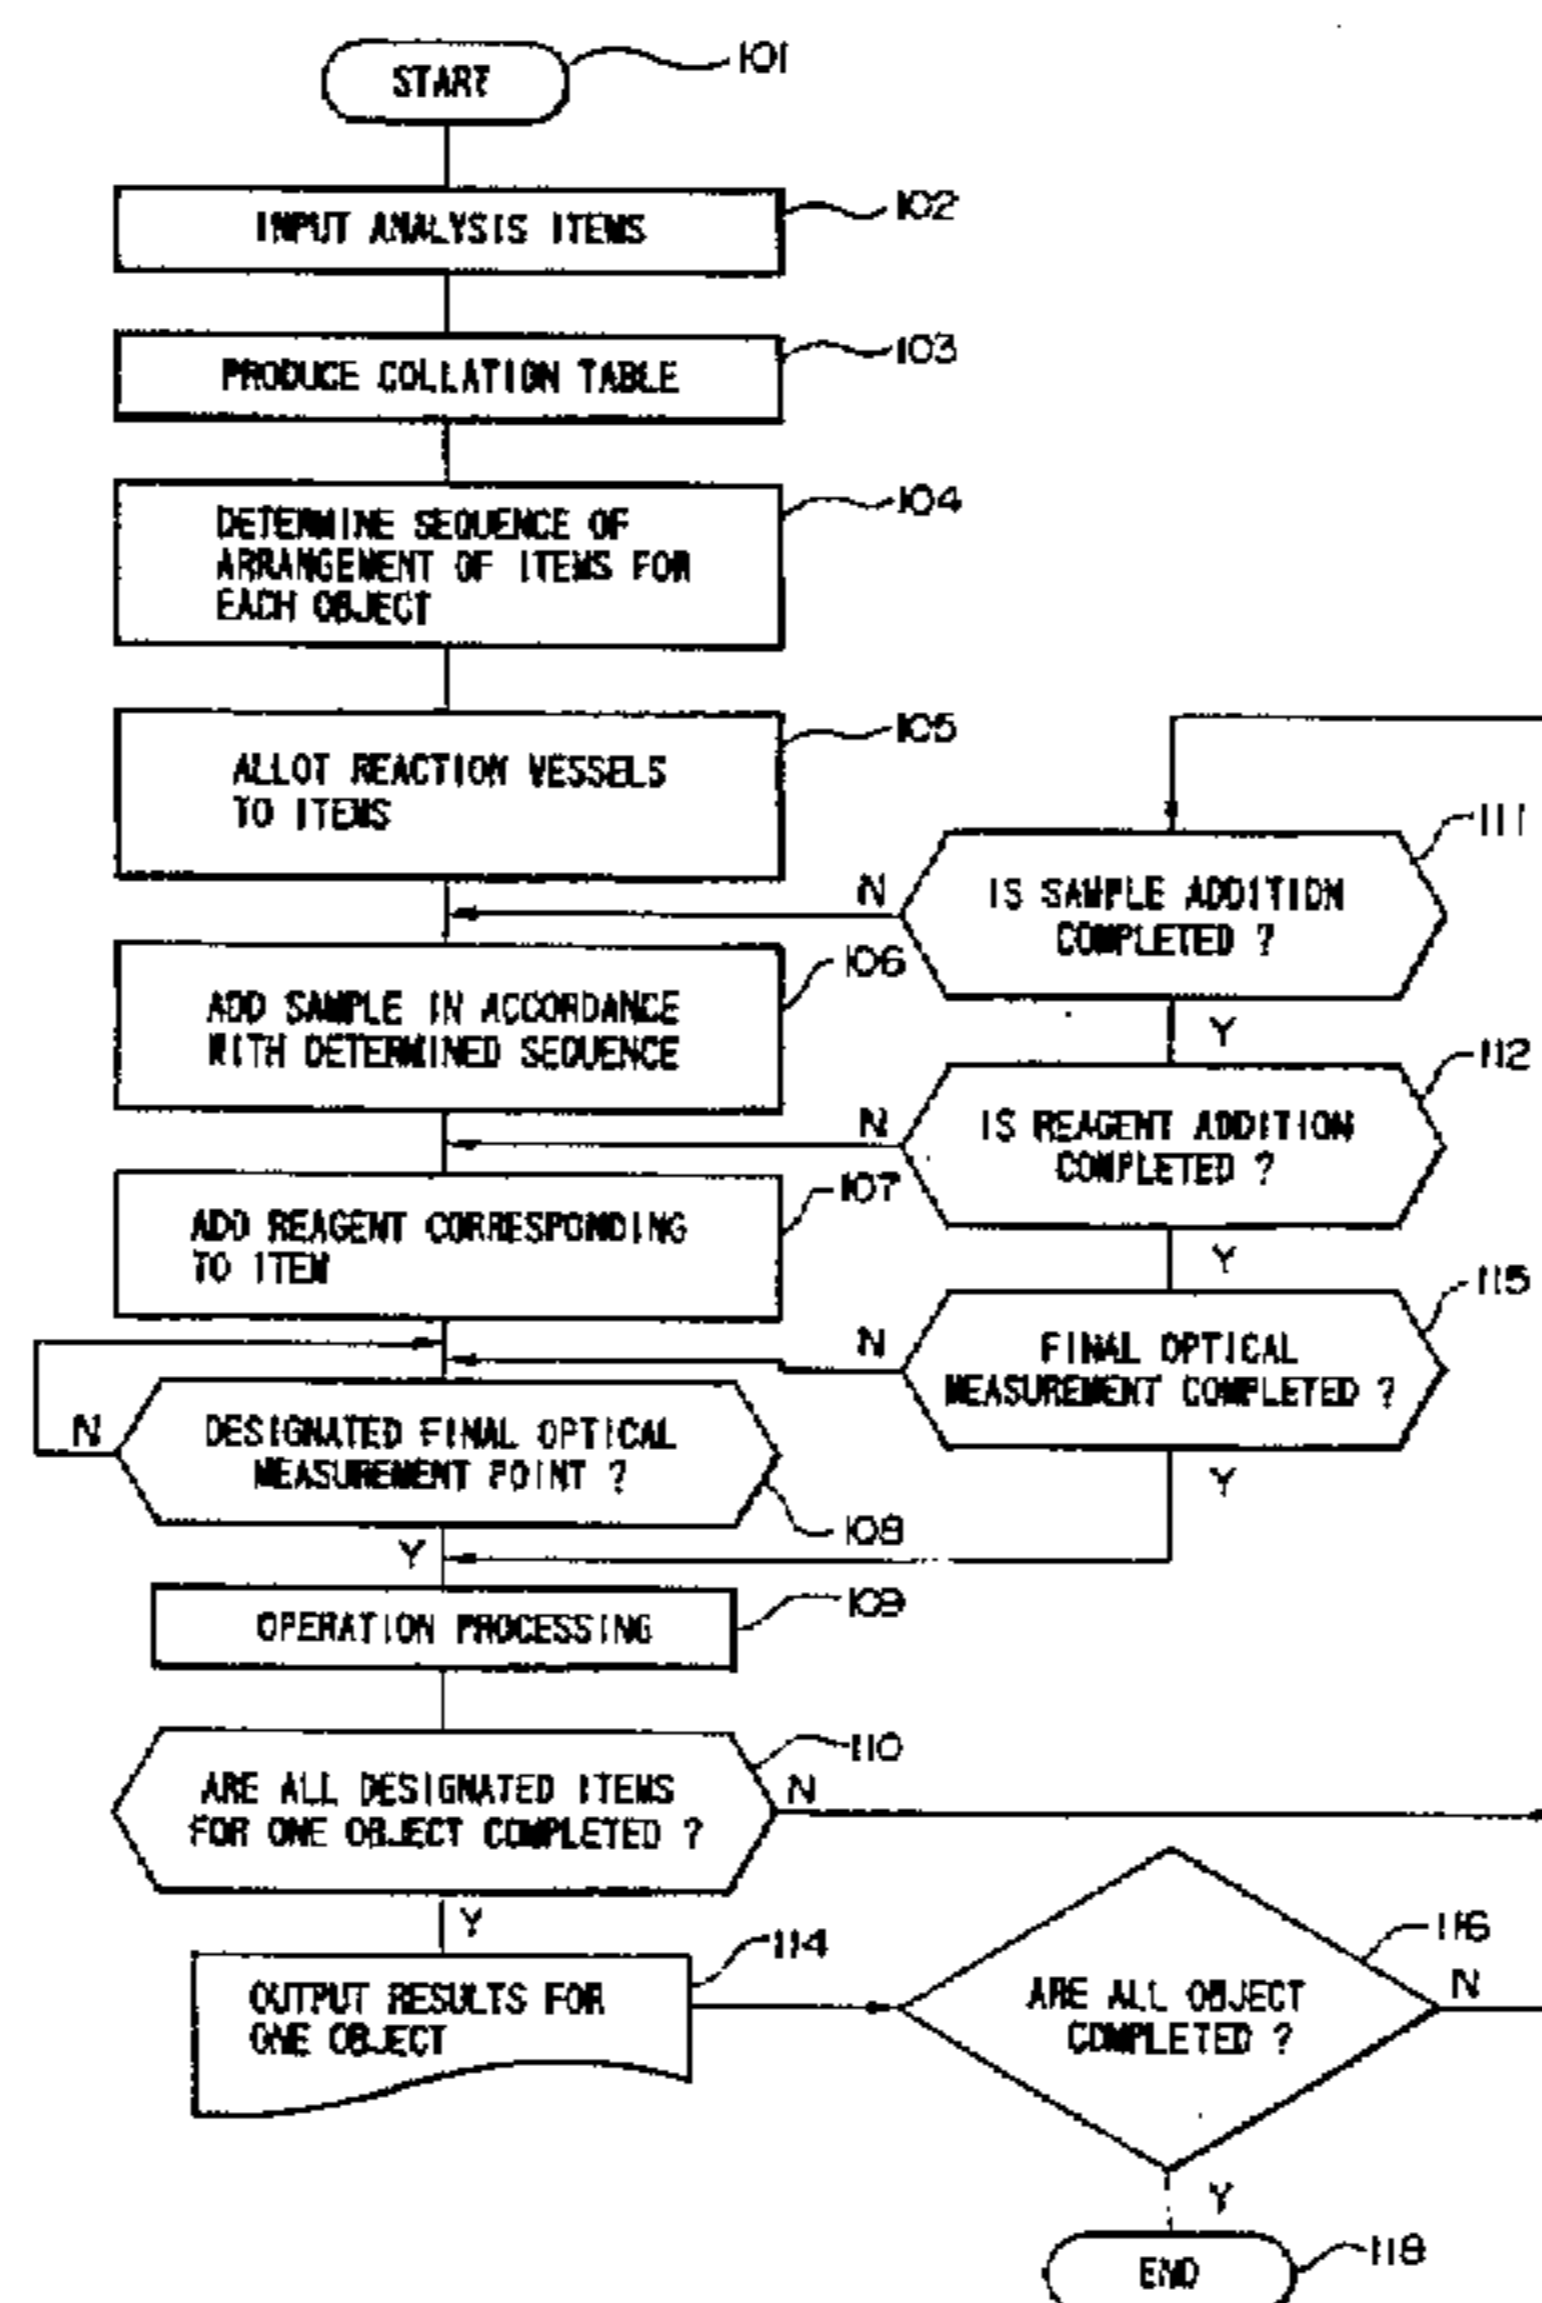 START
101
INPUT ANALYSIS ITEMS
102
PRODUCE COLLATION TABLE
103
DETERMINE SEQUENCE OF
ARRANGEMENT OF ITEMS FOR
EACH OBJECT
104
ALLOT REACTION VESSELS
TO ITEMS
105
N
IS SAMPLE ADDITION
COMPLETED ?
111
Y
ADD SAMPLE IN ACCORDANCE
WITH DETERMINED SEQUENCE
106
N
IS REAGENT ADDITION
COMPLETED ?
112
Y
ADD REAGENT CORRESPONDING
TO ITEM
107
N
FINAL OPTICAL
MEASUREMENT COMPLETED ?
115
Y
N
DESIGNATED FINAL OPTICAL
MEASUREMENT POINT ?
108
Y
OPERATION PROCESSING
109
ARE ALL DESIGNATED ITEMS
FOR ONE OBJECT COMPLETED ?
110
N
Y
OUTPUT RESULTS FOR
ONE OBJECT
114
ARE ALL OBJECT
COMPLETED ?
116
N
Y
END
118